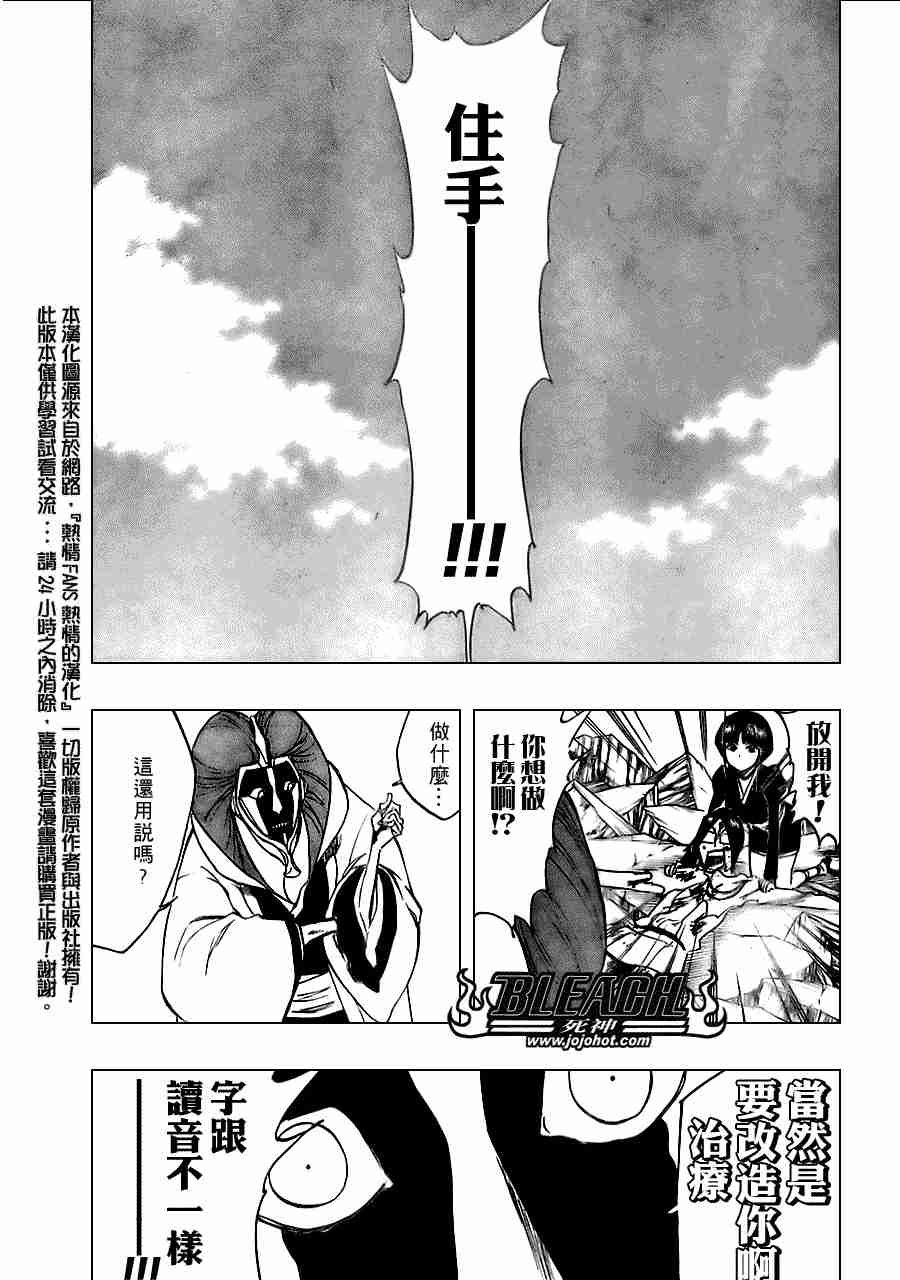 住手
!!!
放開我！
你想做
什麼啊！？
做什麼…
這還用說嗎？
BLEACH
死神
www.jojohot.com
當然是
要改造你啊
治療
字跟
讀音不一樣
!!!
本漢化圖源來自於網路，『熱情FANS 熱情的漢化』一切版權歸原作者與出版社擁有！
此版本僅供學習試看交流… 請 24 小時之內消除，喜歡這套漫畫請購買正版！謝謝。